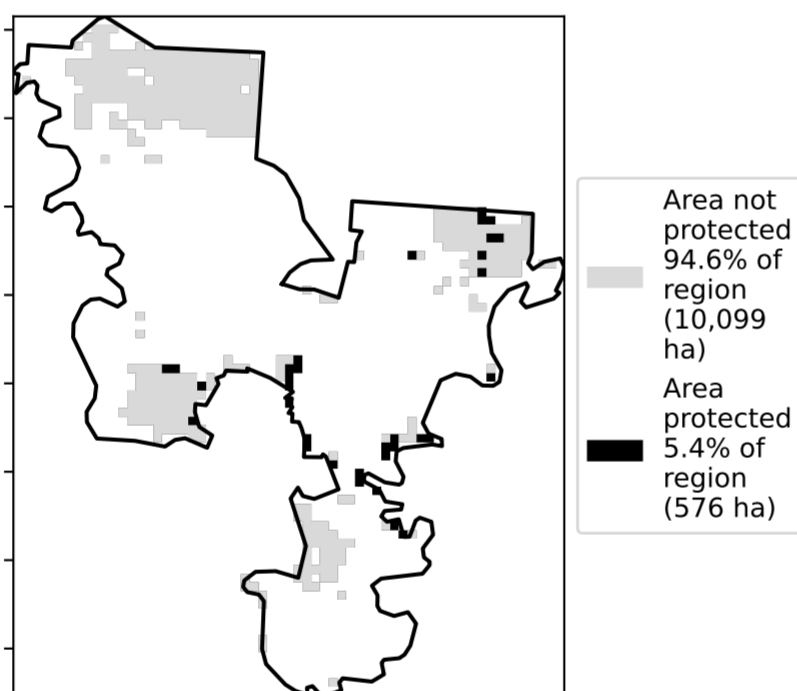 Area not
protected
94.6% of
region
(10,099
ha)
Area
protected
5.4% of
region
(576 ha)